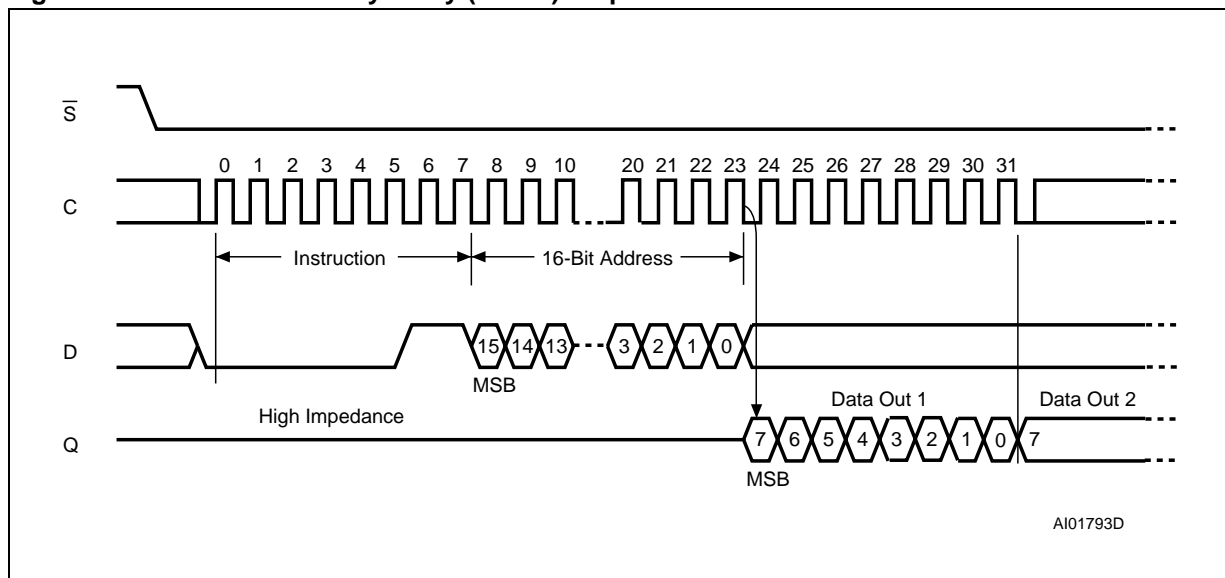 S
0 1 2 3 4 5 6 7 8 9 10 20 21 22 23 24 25 26 27 28 29 30 31
C
Instruction 16-Bit Address
D 15 14 13 3 2 1 0
MSB
High Impedance Data Out 1 Data Out 2
Q 7 6 5 4 3 2 1 0 7
MSB
AI01793D